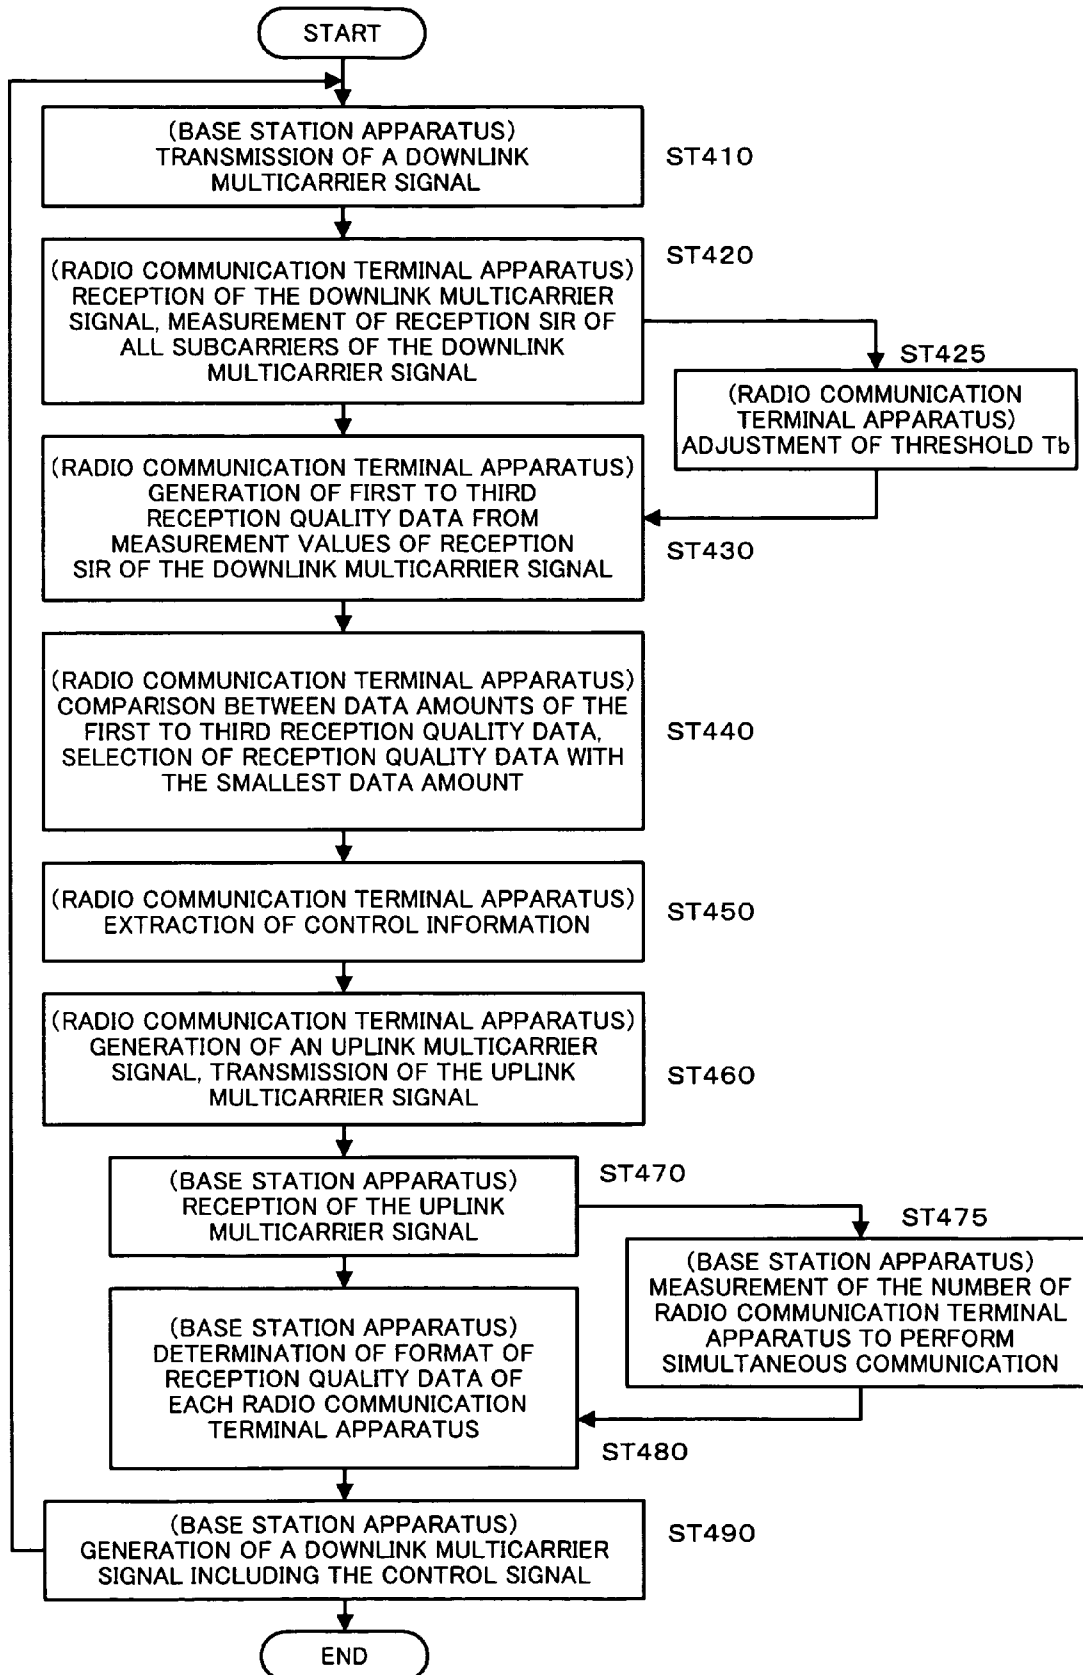 START
(BASE STATION APPARATUS)
TRANSMISSION OF A DOWNLINK
MULTICARRIER SIGNAL
ST410
(RADIO COMMUNICATION TERMINAL APPARATUS)
RECEPTION OF THE DOWNLINK MULTICARRIER
SIGNAL, MEASUREMENT OF RECEPTION SIR OF
ALL SUBCARRIERS OF THE DOWNLINK
MULTICARRIER SIGNAL
ST420
ST425
(RADIO COMMUNICATION
TERMINAL APPARATUS)
ADJUSTMENT OF THRESHOLD Tb
(RADIO COMMUNICATION TERMINAL APPARATUS)
GENERATION OF FIRST TO THIRD
RECEPTION QUALITY DATA FROM
MEASUREMENT VALUES OF RECEPTION
SIR OF THE DOWNLINK MULTICARRIER SIGNAL
ST430
(RADIO COMMUNICATION TERMINAL APPARATUS)
COMPARISON BETWEEN DATA AMOUNTS OF THE
FIRST TO THIRD RECEPTION QUALITY DATA,
SELECTION OF RECEPTION QUALITY DATA WITH
THE SMALLEST DATA AMOUNT
ST440
(RADIO COMMUNICATION TERMINAL APPARATUS)
EXTRACTION OF CONTROL INFORMATION
ST450
(RADIO COMMUNICATION TERMINAL APPARATUS)
GENERATION OF AN UPLINK MULTICARRIER
SIGNAL, TRANSMISSION OF THE UPLINK
MULTICARRIER SIGNAL
ST460
(BASE STATION APPARATUS)
RECEPTION OF THE UPLINK
MULTICARRIER SIGNAL
ST470
ST475
(BASE STATION APPARATUS)
MEASUREMENT OF THE NUMBER OF
RADIO COMMUNICATION TERMINAL
APPARATUS TO PERFORM
SIMULTANEOUS COMMUNICATION
(BASE STATION APPARATUS)
DETERMINATION OF FORMAT OF
RECEPTION QUALITY DATA OF
EACH RADIO COMMUNICATION
TERMINAL APPARATUS
ST480
(BASE STATION APPARATUS)
GENERATION OF A DOWNLINK MULTICARRIER
SIGNAL INCLUDING THE CONTROL SIGNAL
ST490
END